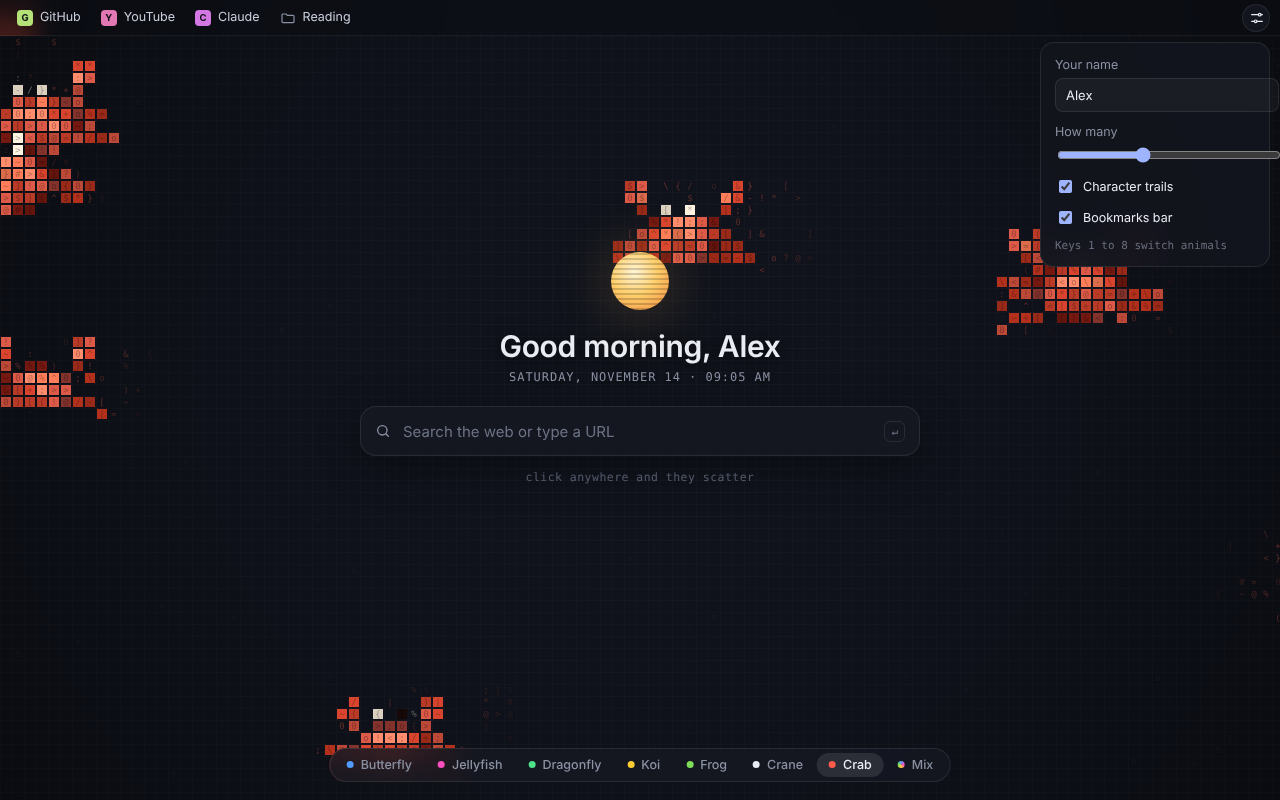 G GitHub Y YouTube C Claude Reading
Your name
Alex
How many
Character trails
Bookmarks bar
Keys 1 to 8 switch animals
Good morning, Alex
SATURDAY, NOVEMBER 14 · 09:05 AM
Search the web or type a URL ↵
click anywhere and they scatter
Butterfly Jellyfish Dragonfly Koi Frog Crane Crab Mix